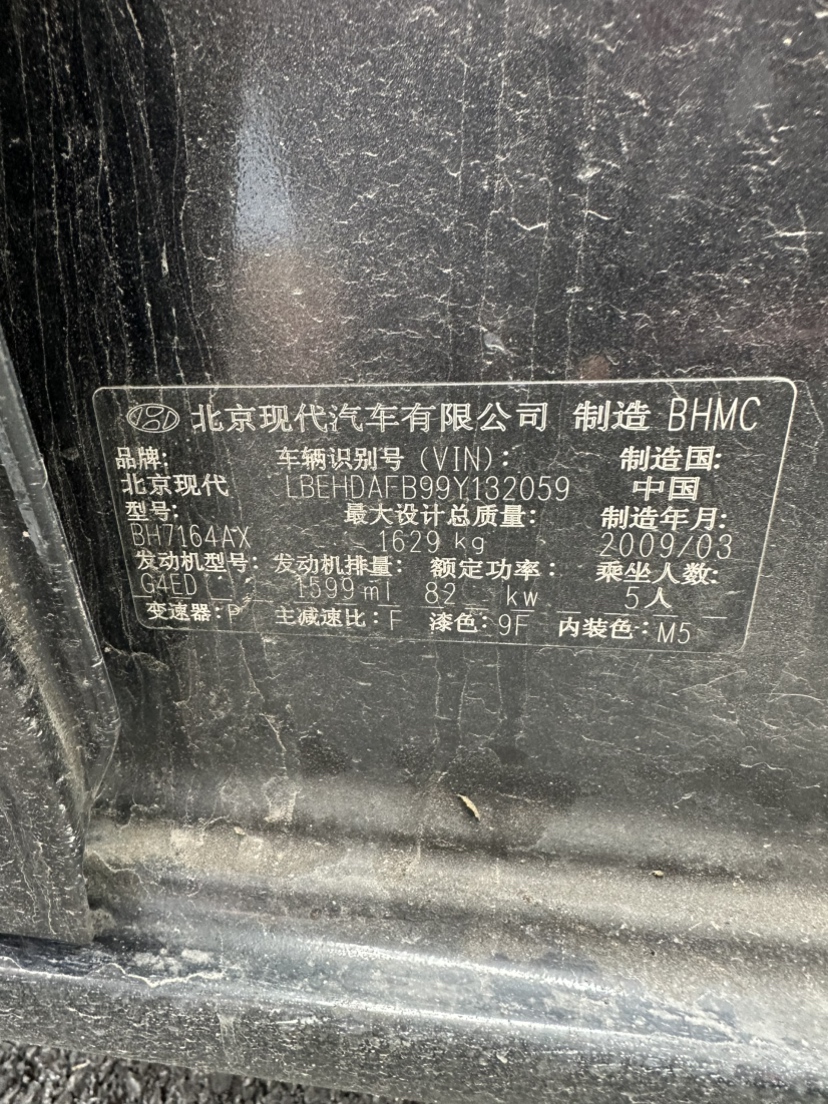 北京现代汽车有限公司 制造 BHMC
品牌: 车辆识别号(VIN): 制造国:
北京现代 LBEHDAFB99Y132059 中国
型号: 最大设计总质量: 制造年月:
BH7164AX 1629 kg 2009/03
发动机型号: 发动机排量: 额定功率: 乘坐人数:
G4ED 1599ml 82 kw 5人
变速器:P 主减速比:F 漆色:9F 内装色:M5